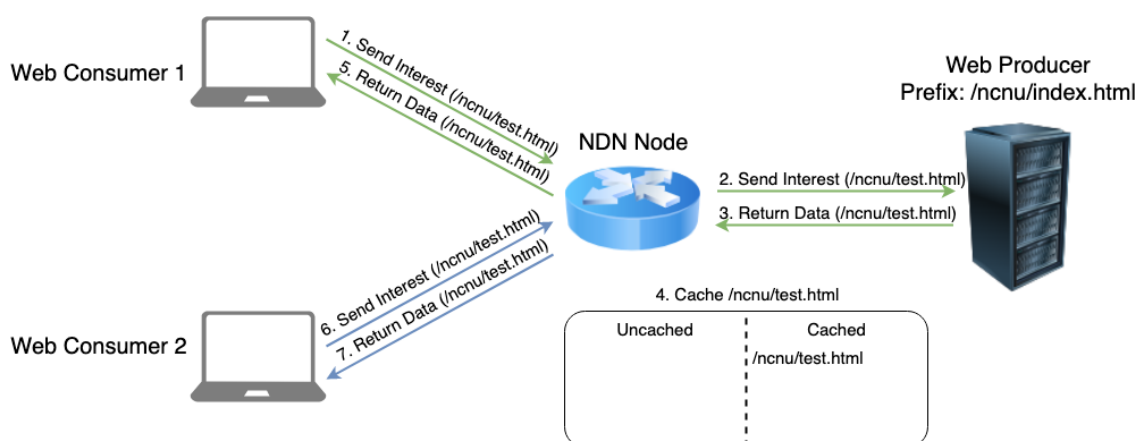 Web Consumer 1
1. Send Interest (/ncnu/test.html)
5. Return Data (/ncnu/test.html)
Web Producer
Prefix: /ncnu/index.html
NDN Node
2. Send Interest (/ncnu/test.html)
3. Return Data (/ncnu/test.html)
Web Consumer 2
6. Send Interest (/ncnu/test.html)
7. Return Data (/ncnu/test.html)
4. Cache /ncnu/test.html
Uncached
Cached
/ncnu/test.html